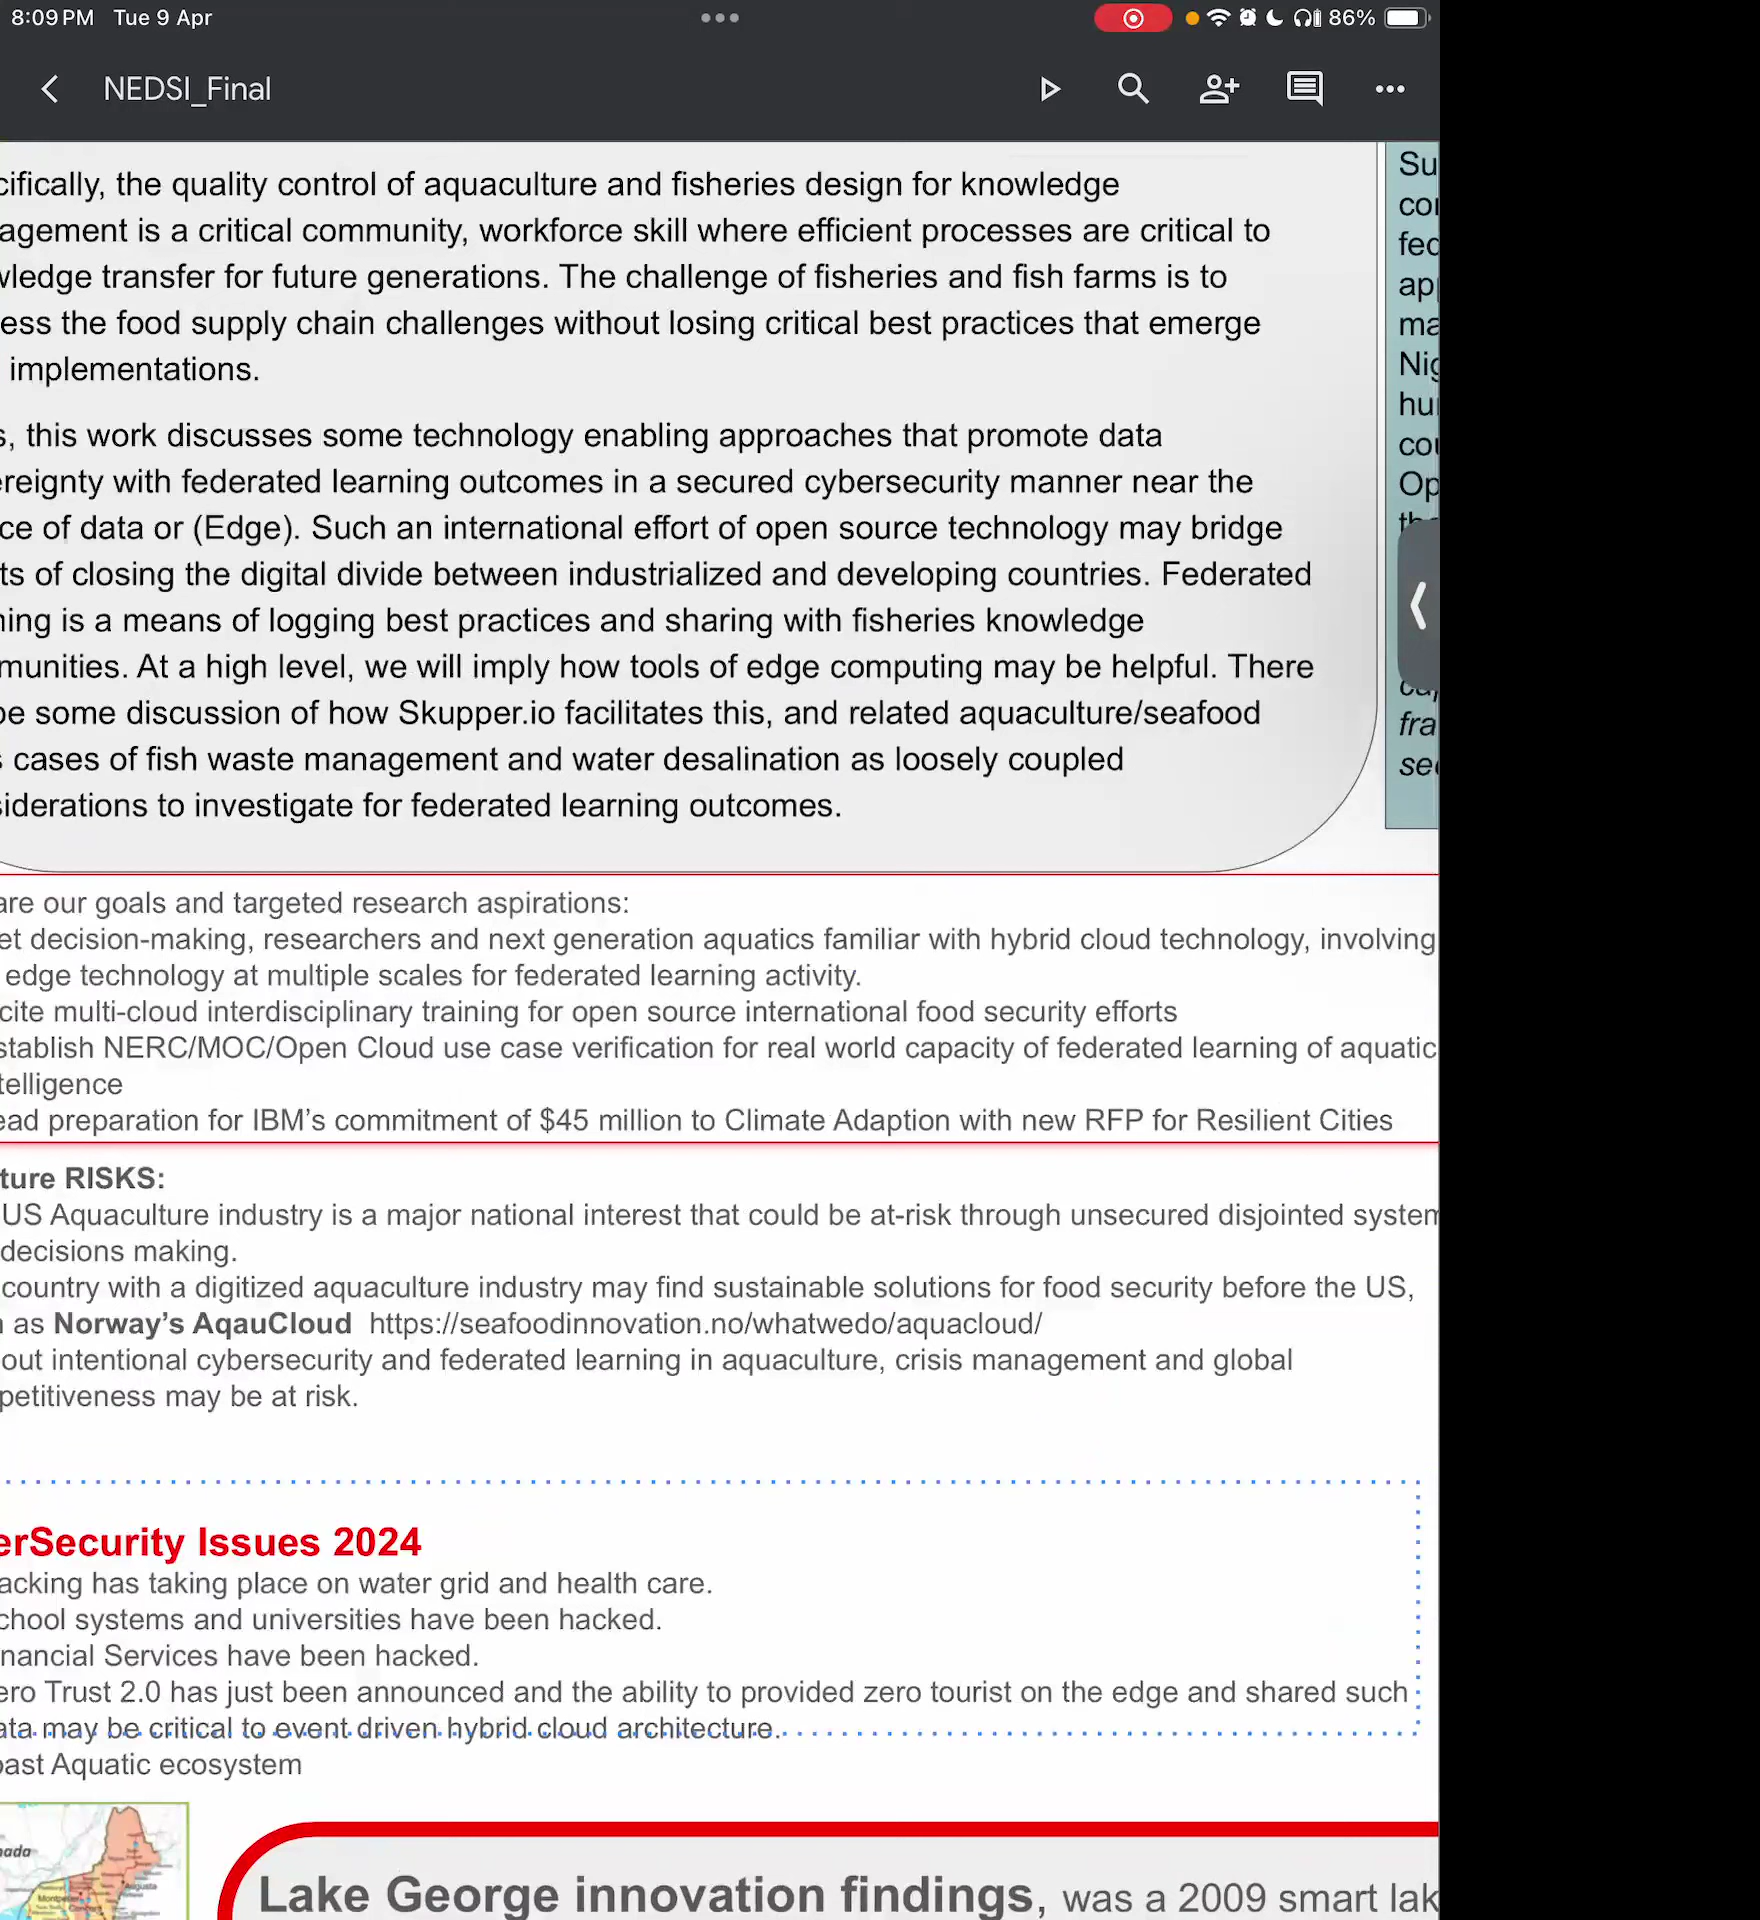 8:09 PM Tue 9 Apr
86%
NEDSI_Final
cifically, the quality control of aquaculture and fisheries design for knowledge
agement is a critical community, workforce skill where efficient processes are critical to
wledge transfer for future generations. The challenge of fisheries and fish farms is to
ess the food supply chain challenges without losing critical best practices that emerge
implementations.
s, this work discusses some technology enabling approaches that promote data
ereignty with federated learning outcomes in a secured cybersecurity manner near the
ce of data or (Edge). Such an international effort of open source technology may bridge
ts of closing the digital divide between industrialized and developing countries. Federated
ning is a means of logging best practices and sharing with fisheries knowledge
munities. At a high level, we will imply how tools of edge computing may be helpful. There
be some discussion of how Skupper.io facilitates this, and related aquaculture/seafood
s cases of fish waste management and water desalination as loosely coupled
siderations to investigate for federated learning outcomes.
Su
cor
fed
app
ma
Nig
hur
cou
Op
fra
sec
are our goals and targeted research aspirations:
et decision-making, researchers and next generation aquatics familiar with hybrid cloud technology, involving
edge technology at multiple scales for federated learning activity.
cite multi-cloud interdisciplinary training for open source international food security efforts
stablish NERC/MOC/Open Cloud use case verification for real world capacity of federated learning of aquatic
telligence
ead preparation for IBM's commitment of $45 million to Climate Adaption with new RFP for Resilient Cities
ture RISKS:
US Aquaculture industry is a major national interest that could be at-risk through unsecured disjointed system
decisions making.
country with a digitized aquaculture industry may find sustainable solutions for food security before the US,
as Norway's AqauCloud https://seafoodinnovation.no/whatwedo/aquacloud/
out intentional cybersecurity and federated learning in aquaculture, crisis management and global
petitiveness may be at risk.
erSecurity Issues 2024
acking has taking place on water grid and health care.
chool systems and universities have been hacked.
nancial Services have been hacked.
ero Trust 2.0 has just been announced and the ability to provided zero tourist on the edge and shared such
ata may be critical to event driven hybrid cloud architecture.
oast Aquatic ecosystem
nada
Montpelier
Augusta
Concord
Lake George innovation findings, was a 2009 smart lak